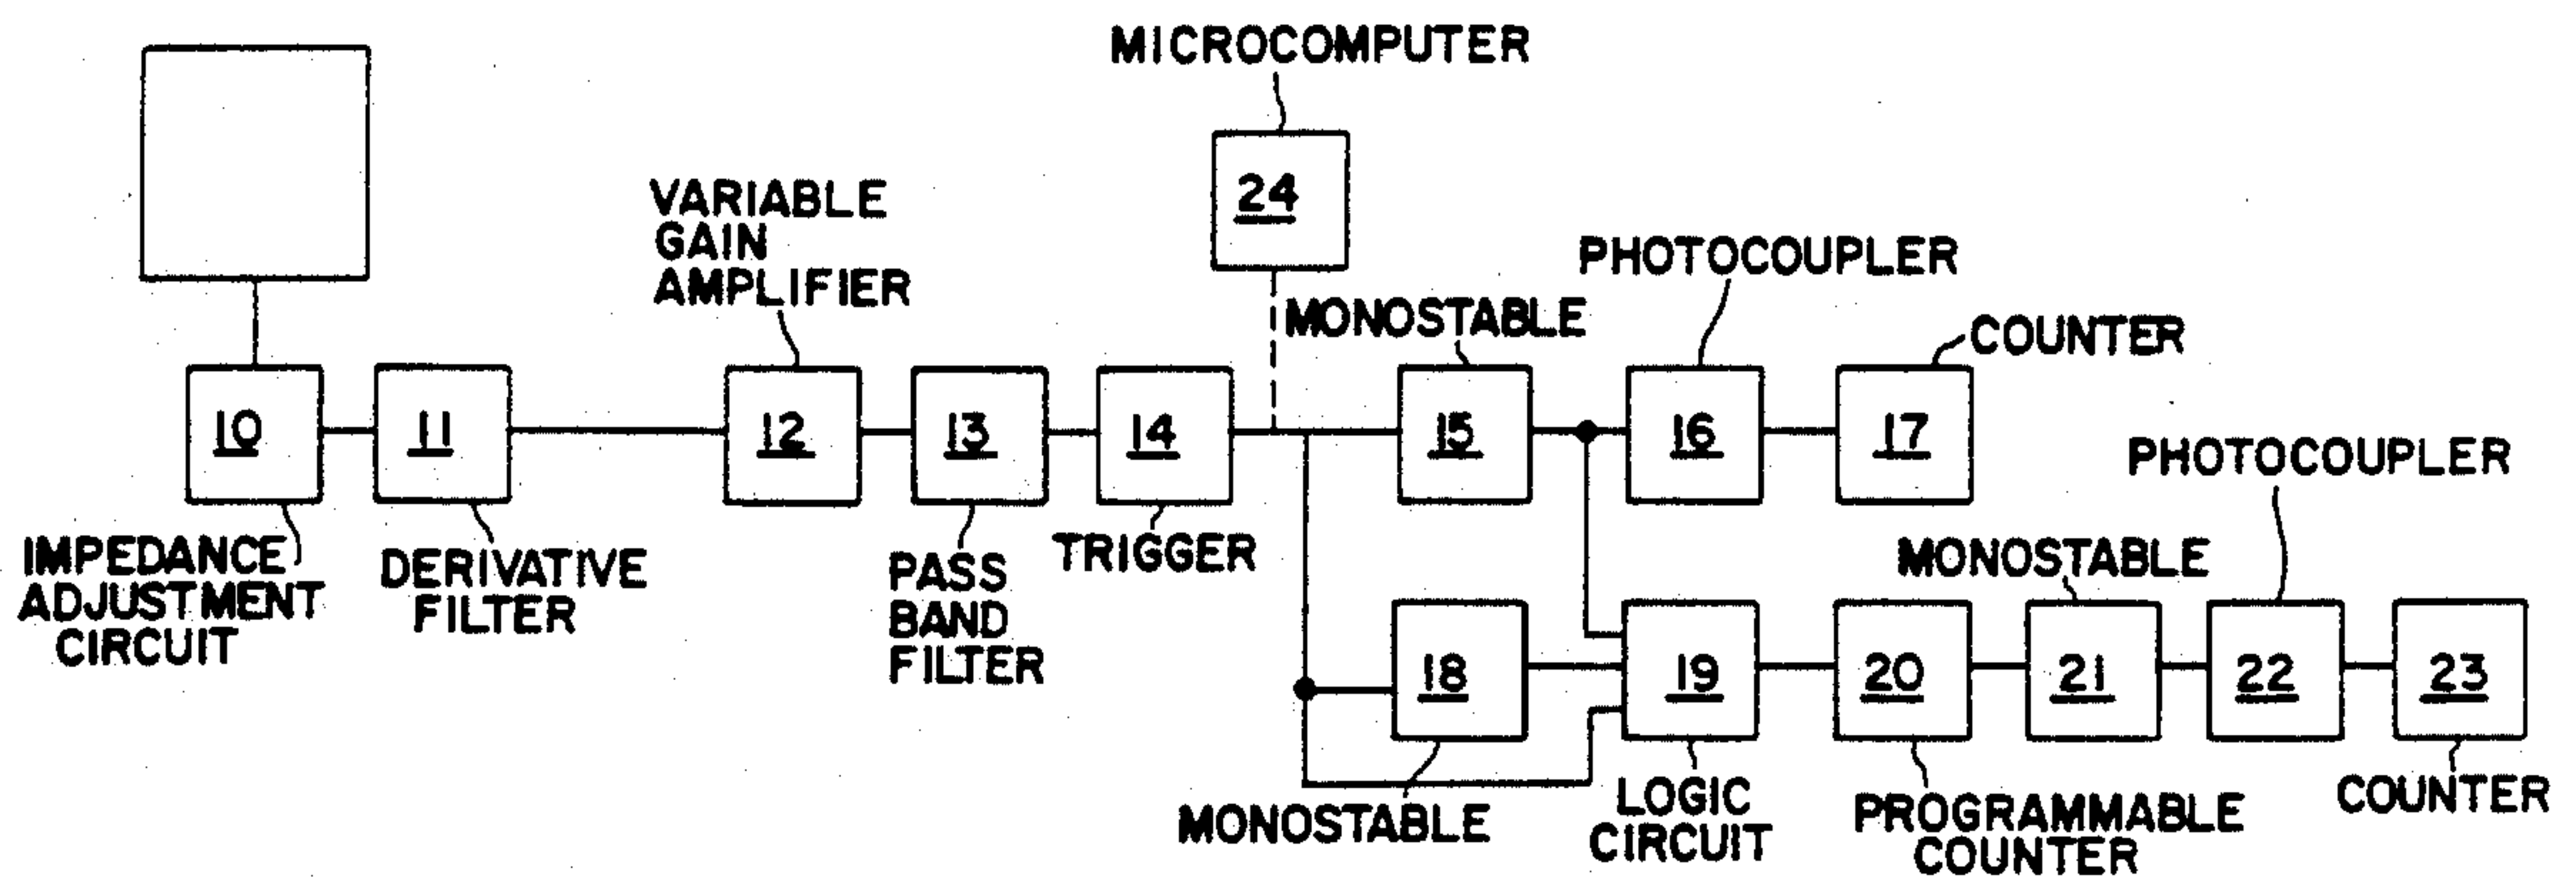 MICROCOMPUTER
24
VARIABLE
GAIN
AMPLIFIER
PHOTOCOUPLER
MONOSTABLE
COUNTER
10
11
12
13
14
15
16
17
PHOTOCOUPLER
IMPEDANCE
ADJUSTMENT
CIRCUIT
DERIVATIVE
FILTER
PASS
BAND
FILTER
TRIGGER
MONOSTABLE
18
19
20
21
22
23
MONOSTABLE
LOGIC
CIRCUIT
PROGRAMMABLE
COUNTER
COUNTER